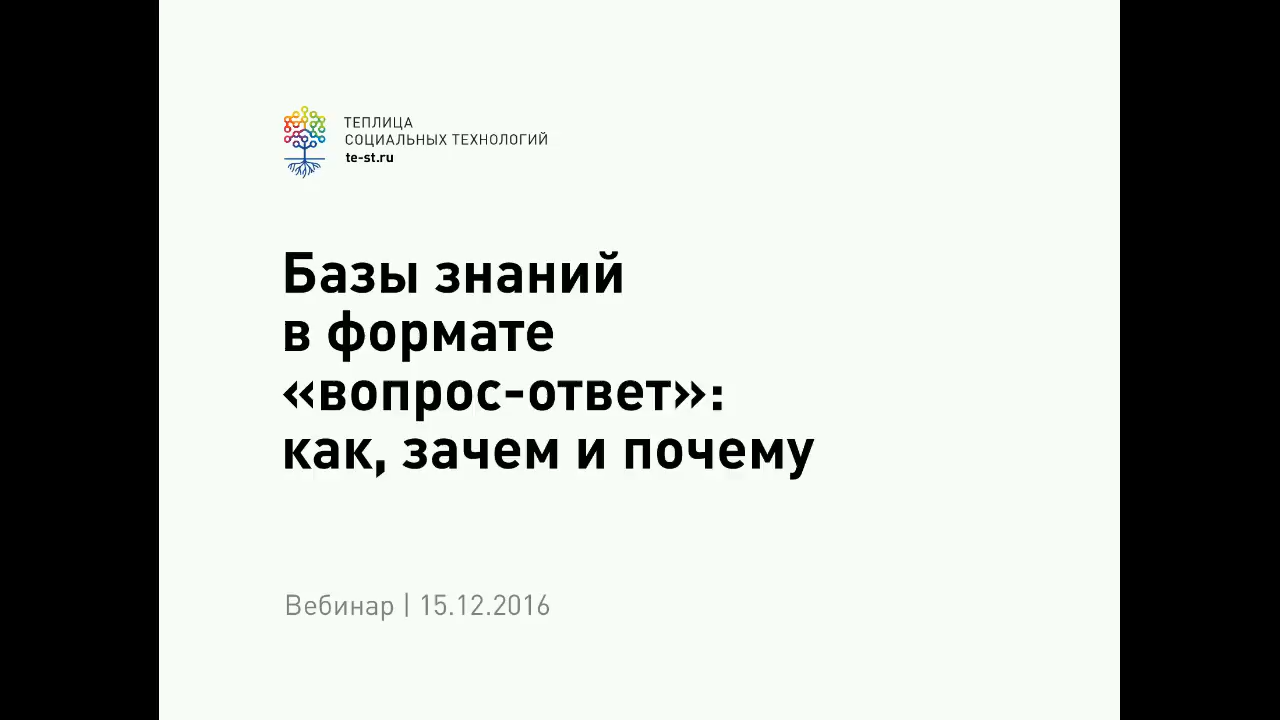 ТЕПЛИЦА
СОЦИАЛЬНЫХ ТЕХНОЛОГИЙ
te-st.ru
Базы знаний
в формате
«вопрос-ответ»:
как, зачем и почему
Вебинар | 15.12.2016